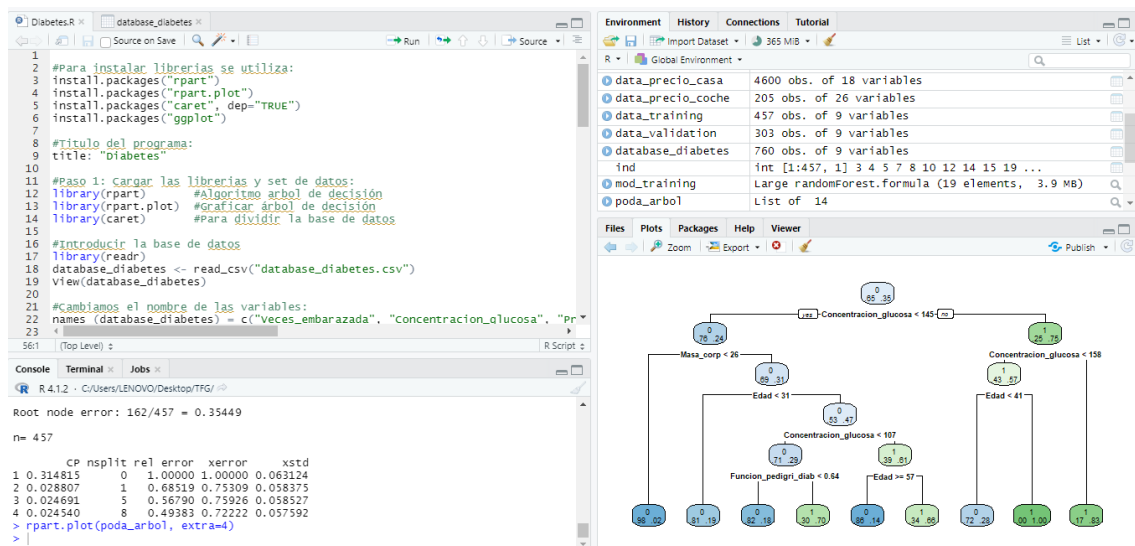 Diabetes.R
database_diabetes
Source on Save
Run
Source
1
2 #Para instalar librerias se utiliza:
3 install.packages("rpart")
4 install.packages("rpart.plot")
5 install.packages("caret", dep="TRUE")
6 install.packages("ggplot")
7
8 #Titulo del programa:
9 title: "Diabetes"
10
11 #Paso 1: Cargar las librerias y set de datos:
12 library(rpart) #Algoritmo arbol de decisión
13 library(rpart.plot) #Graficar árbol de decisión
14 library(caret) #Para dividir la base de datos
15
16 #Introducir la base de datos
17 library(readr)
18 database_diabetes <- read_csv("database_diabetes.csv")
19 View(database_diabetes)
20
21 #Cambiamos el nombre de las variables:
22 names (database_diabetes) = c("Veces_embarazada", "Concentracion_glucosa", "Pr
23
56:1 (Top Level) R Script
Console Terminal Jobs
R 4.1.2 · C:/Users/LENOVO/Desktop/TFG/
Root node error: 162/457 = 0.35449
n= 457
CP nsplit rel error xerror xstd
1 0.314815 0 1.00000 1.00000 0.063124
2 0.028807 1 0.68519 0.75309 0.058375
3 0.024691 5 0.56790 0.75926 0.058527
4 0.024540 8 0.49383 0.72222 0.057592
> rpart.plot(poda_arbol, extra=4)
>
Environment History Connections Tutorial
Import Dataset 365 MiB List
R Global Environment
data_precio_casa 4600 obs. of 18 variables
data_precio_coche 205 obs. of 26 variables
data_training 457 obs. of 9 variables
data_validation 303 obs. of 9 variables
database_diabetes 760 obs. of 9 variables
ind int [1:457, 1] 3 4 5 7 8 10 12 14 15 19 ...
mod_training Large randomForest.formula (19 elements, 3.9 MB)
poda_arbol List of 14
Files Plots Packages Help Viewer
Zoom Export Publish
0
.65 .35
yes Concentracion_glucosa < 145 no
0
.76 .24
1
.25 .75
Masa_corp < 26
Concentracion_glucosa < 158
0
.69 .31
1
.43 .57
Edad < 31
Edad < 41
0
.53 .47
Concentracion_glucosa < 107
0
.71 .29
1
.39 .61
Funcion_pedigri_diab < 0.64
Edad >= 57
0
.98 .02
0
.81 .19
0
.82 .18
1
.30 .70
0
.86 .14
1
.34 .66
0
.72 .28
1
.00 1.00
1
.17 .83